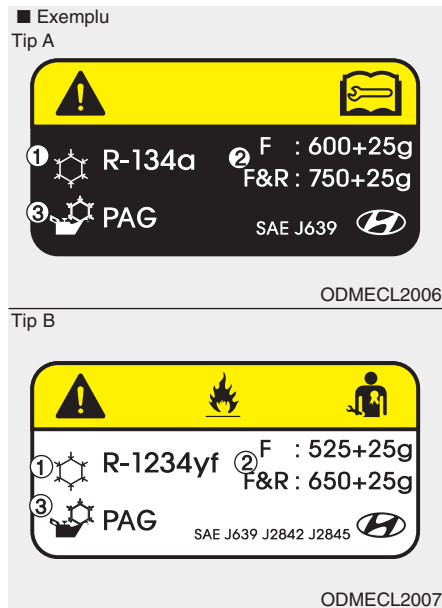 ■ Exemplu
Tip A
① R-134a ② F : 600+25g
F&R : 750+25g
③ PAG SAE J639
ODMECL2006
Tip B
① R-1234yf ② F : 525+25g
F&R : 650+25g
③ PAG SAE J639 J2842 J2845
ODMECL2007